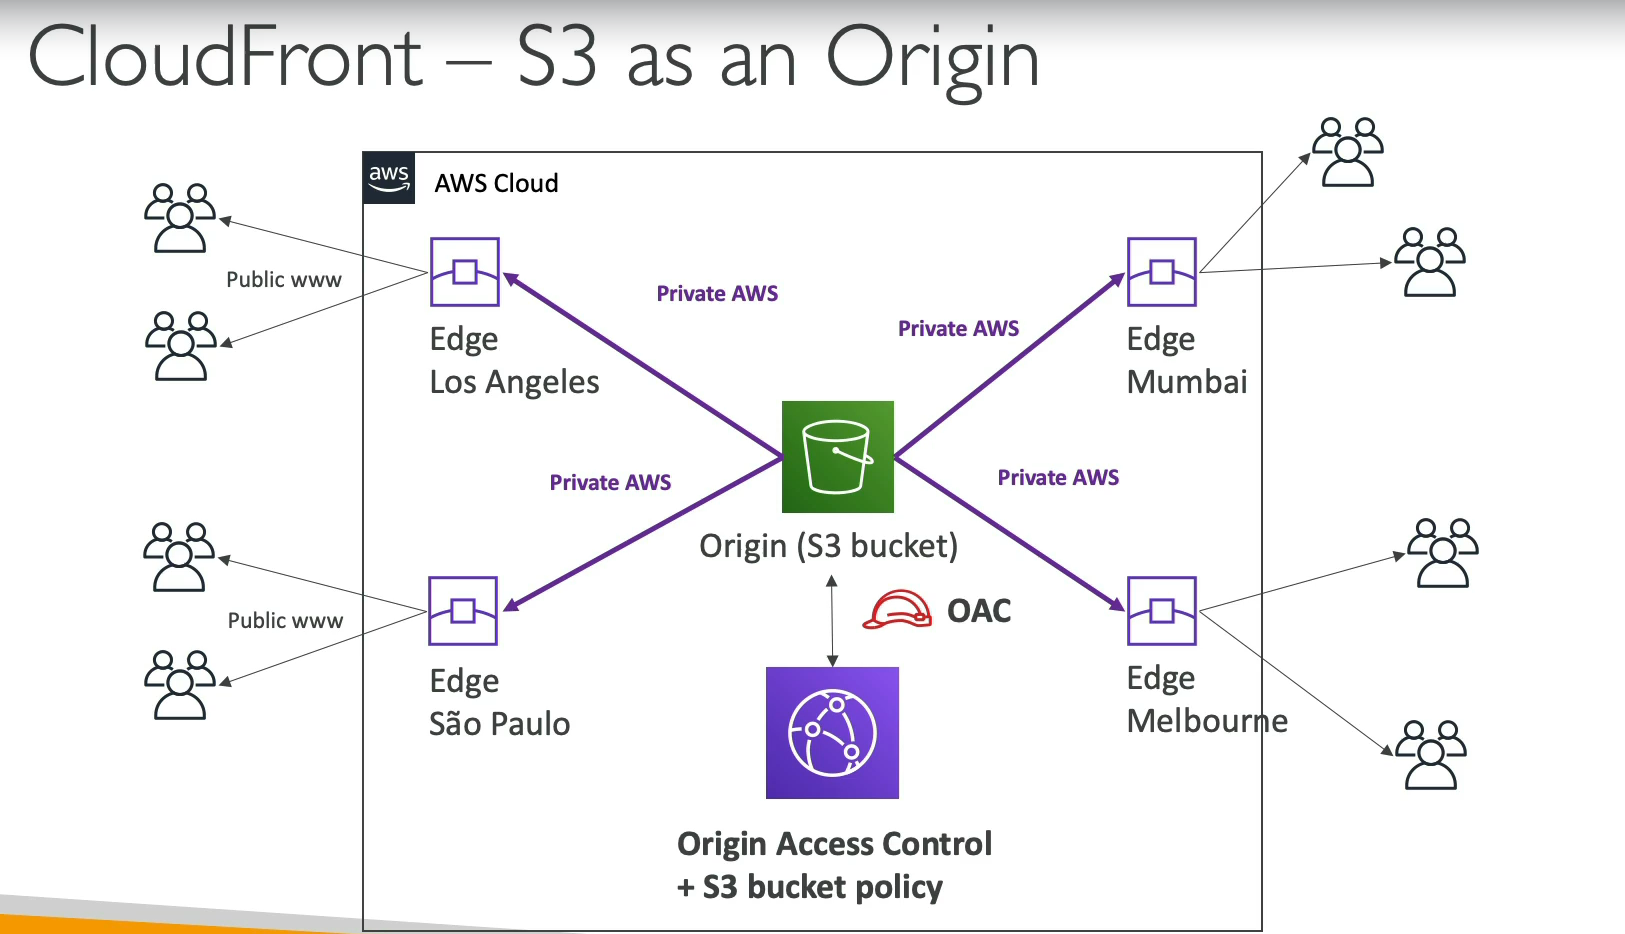 CloudFront – S3 as an Origin
aws
AWS Cloud
Public www
Private AWS
Private AWS
Edge
Los Angeles
Edge
Mumbai
Private AWS
Private AWS
Origin (S3 bucket)
OAC
Public www
Edge
São Paulo
Edge
Melbourne
Origin Access Control
+ S3 bucket policy